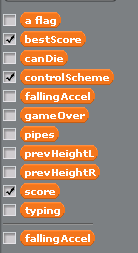 a flag
bestScore
canDie
controlScheme
fallingAccel
gameOver
pipes
prevHeightL
prevHeightR
score
typing
fallingAccel